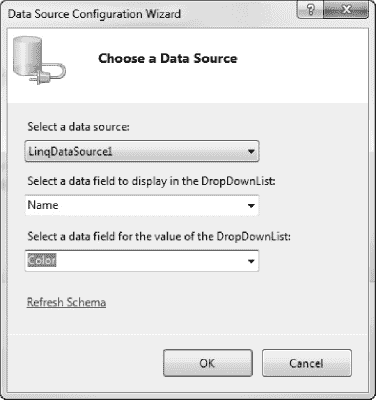 Data Source Configuration Wizard
Choose a Data Source
Select a data source:
LinqDataSource1
Select a data field to display in the DropDownList:
Name
Select a data field for the value of the DropDownList:
Color
Refresh Schema
OK
Cancel